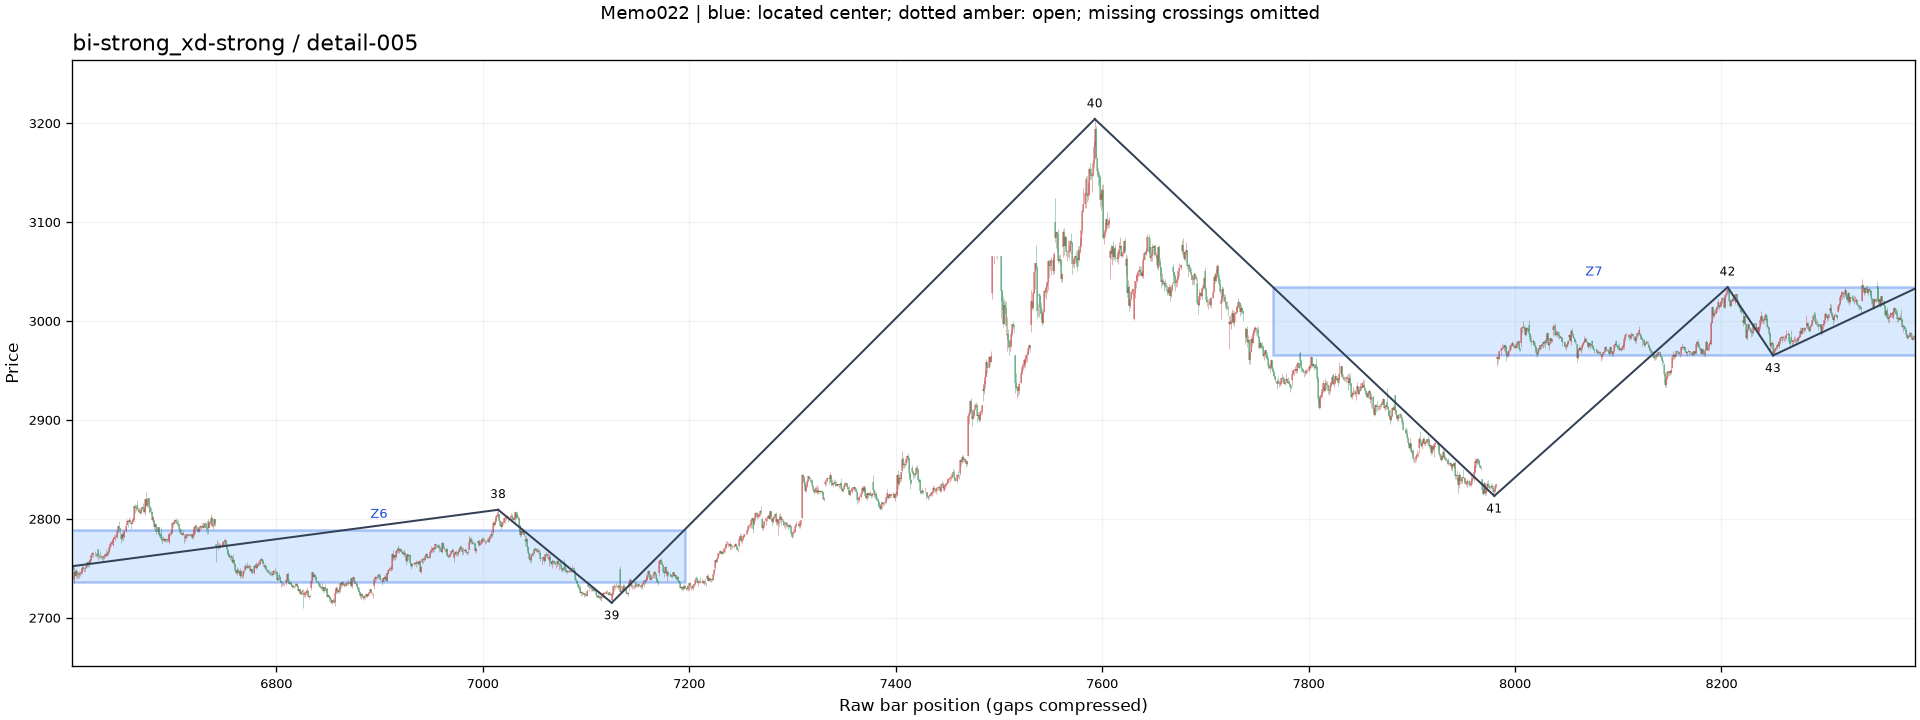 Memo022 | blue: located center; dotted amber: open; missing crossings omitted
bi-strong_xd-strong / detail-005
Price
3200
3100
3000
2900
2800
2700
40
Z7
42
43
41
38
Z6
39
6800 7000 7200 7400 7600 7800 8000 8200
Raw bar position (gaps compressed)